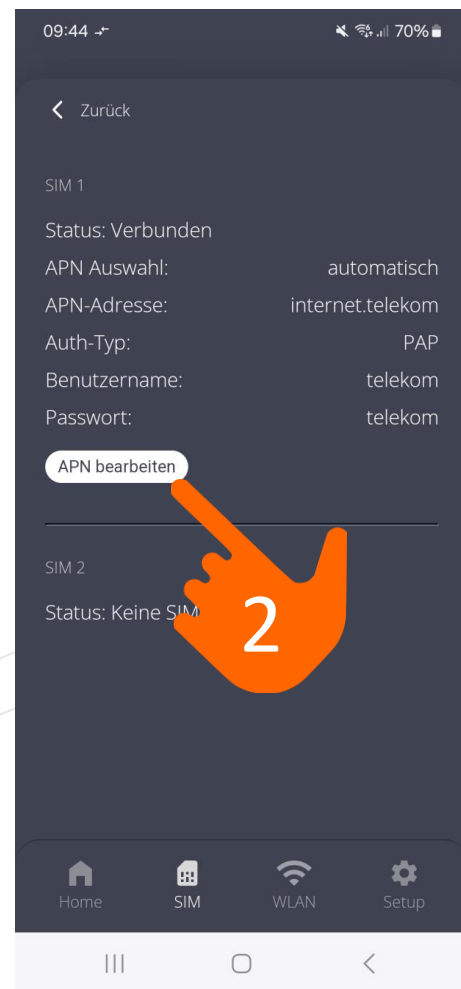 09:44 70%
Zurück
SIM 1
Status: Verbunden
APN Auswahl: automatisch
APN-Adresse: internet.telekom
Auth-Typ: PAP
Benutzername: telekom
Passwort: telekom
APN bearbeiten
SIM 2
Status: Keine SIM
2
Home SIM WLAN Setup